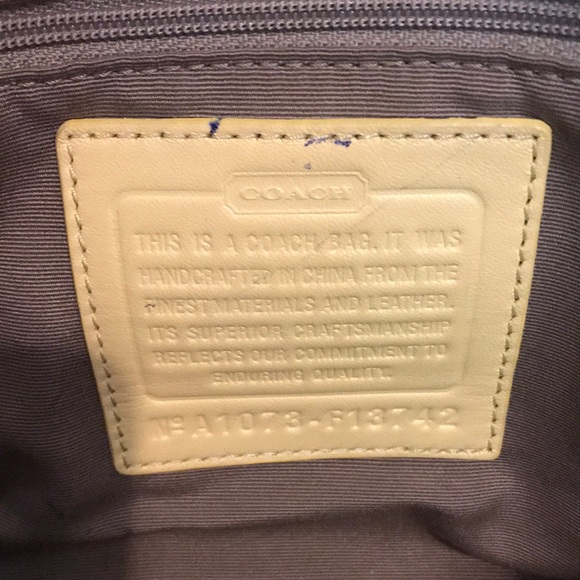 COACH
THIS IS A COACH BAG. IT WAS
HANDCRAFTED IN CHINA FROM THE
FINEST MATERIALS AND LEATHER.
ITS SUPERIOR CRAFTSMANSHIP
REFLECTS OUR COMMITMENT TO
ENDURING QUALITY.
Nº A1073-F13742